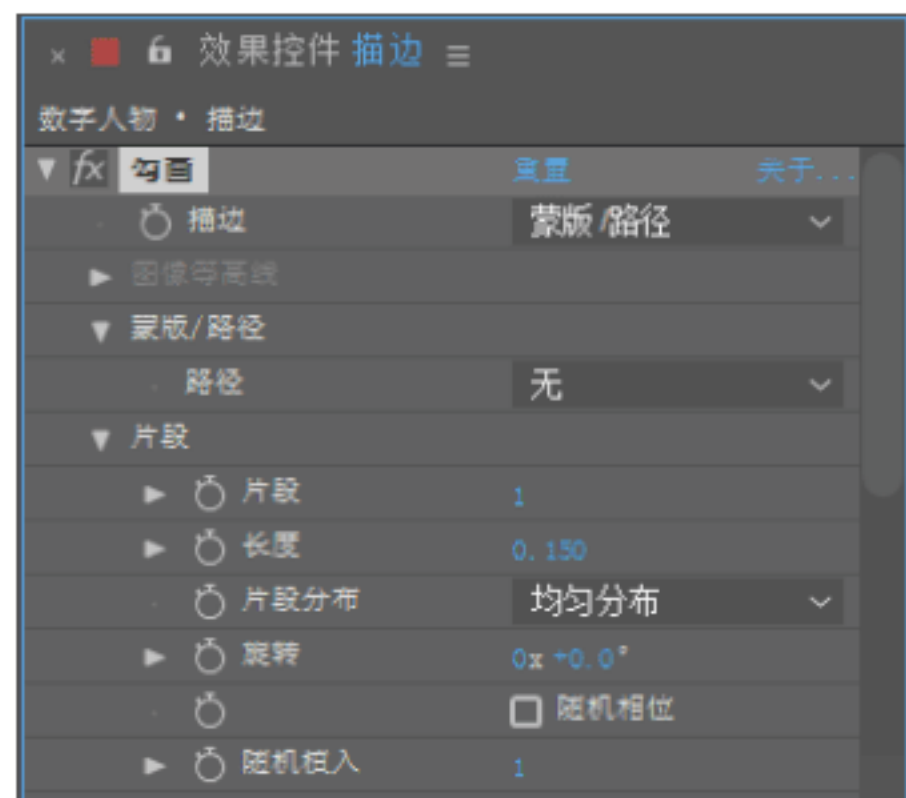 × 效果控件 描边 ≡
数字人物 • 描边
fx 勾画 重置 关于...
描边 蒙版/路径
图像等高线
蒙版/路径
路径 无
片段
片段 1
长度 0.150
片段分布 均匀分布
旋转 0x +0.0°
随机相位
随机植入 1